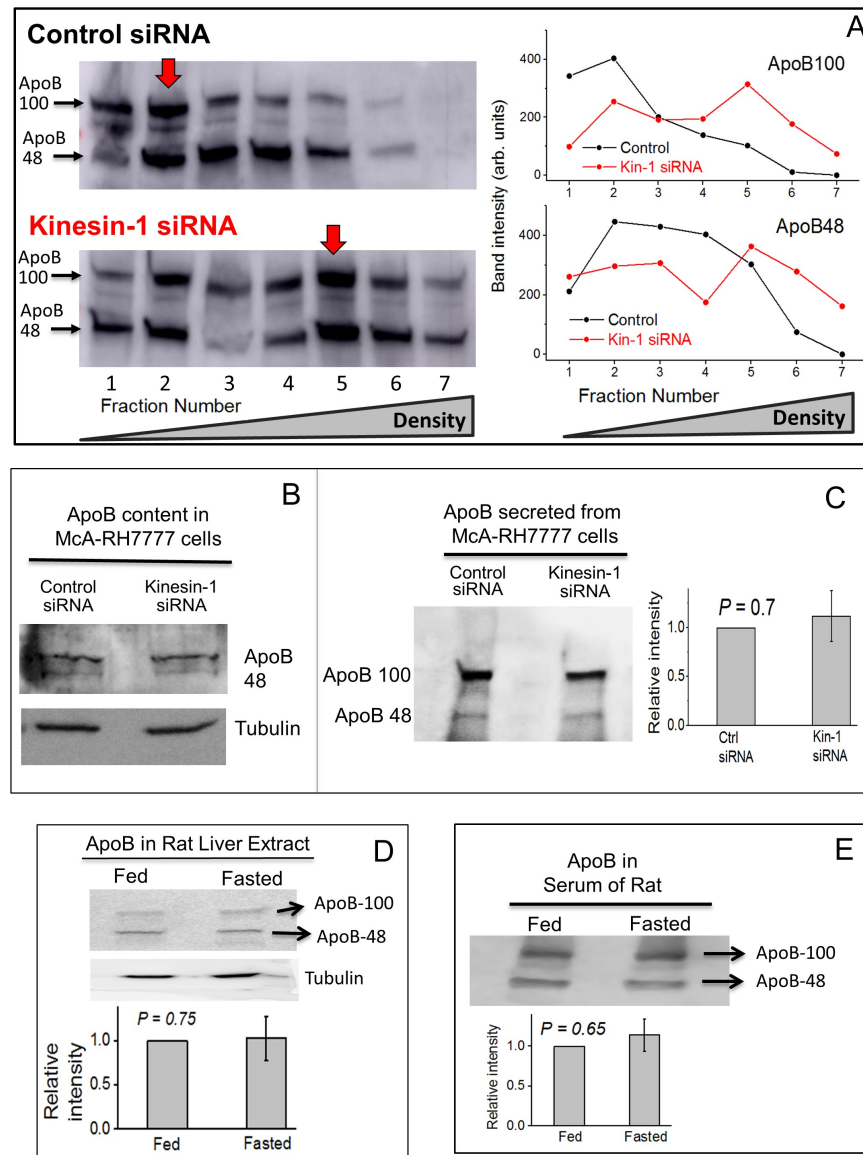 A
Control siRNA
ApoB
100
ApoB
48
Kinesin-1 siRNA
ApoB
100
ApoB
48
1 2 3 4 5 6 7
Fraction Number
Density
Band intensity (arb. units)
ApoB100
400
200
0
Control
Kin-1 siRNA
1 2 3 4 5 6 7
ApoB48
400
200
0
Control
Kin-1 siRNA
1 2 3 4 5 6 7
Fraction Number
Density
B
ApoB content in
McA-RH7777 cells
Control
siRNA
Kinesin-1
siRNA
ApoB
48
Tubulin
C
ApoB secreted from
McA-RH7777 cells
Control
siRNA
Kinesin-1
siRNA
ApoB 100
ApoB 48
Relative intensity
P = 0.7
1.0
0.5
0.0
Ctrl
siRNA
Kin-1
siRNA
D
ApoB in Rat Liver Extract
Fed Fasted
ApoB-100
ApoB-48
Tubulin
Relative
intensity
P = 0.75
1.0
0.5
0.0
Fed Fasted
E
ApoB in
Serum of Rat
Fed Fasted
ApoB-100
ApoB-48
Relative intensity
P = 0.65
1.0
0.5
0.0
Fed Fasted